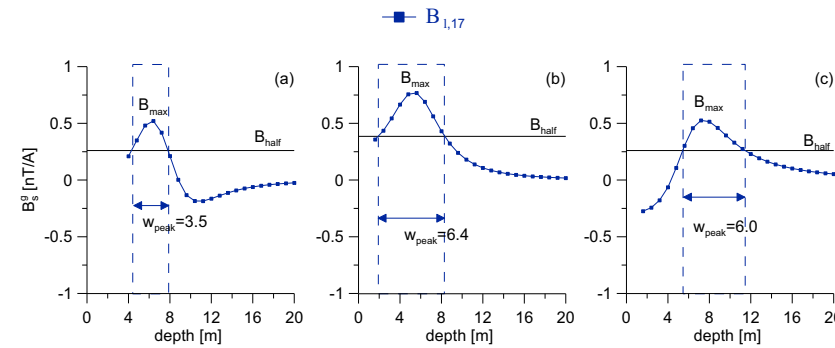 B1,17
(a)
(b)
(c)
1
0.5
0
-0.5
-1
Bmax
Bhalf
wpeak=3.5
0 4 8 12 16 20
depth [m]
Bsg [nT/A]
1
0.5
0
-0.5
-1
Bmax
Bhalf
wpeak=6.4
0 4 8 12 16 20
depth [m]
1
0.5
0
-0.5
-1
Bmax
Bhalf
wpeak=6.0
0 4 8 12 16 20
depth [m]